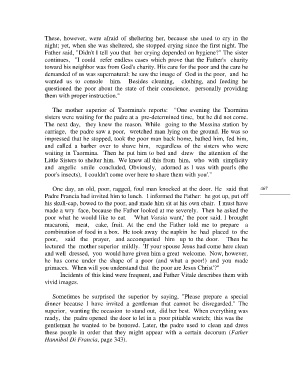 These, however, were afraid of sheltering her, because she used to cry in the
night; yet, when she was sheltered, she stopped crying since the first night. The
Father said, "Didn't I tell you that her crying depended on hygiene?" The sister
continues, "I could refer endless cases which prove that the Father's charity
toward his neighbor was from God's charity. His care for the poor and the care he
demanded of us was supernatural: he saw the image of God in the poor, and he
wanted us to console him. Besides cleaning, clothing, and feeding he
questioned the poor about the state of their conscience, personally providing
them with proper instruction."
The mother superior of Taormina's reports: "One evening the Taormina
sisters were waiting for the padre at a pre-determined time, but he did not come.
The next day, they knew the reason. While going to the Messina station by
carriage, the padre saw a poor, wretched man lying on the ground. He was so
impressed that he stopped, took the poor man back home, bathed him, fed him,
and called a barber to shave him, regardless of the sisters who were
waiting in Taormina. Then he put him to bed and drew the attention of the
Little Sisters to shelter him. We knew all this from him, who with simplicity
and angelic smile concluded, Obviously, adorned as I was with pearls (the
poor's insects), I couldn't come over here to share them with you'."
One day, an old, poor, ragged, foul man knocked at the door. He said that
Padre Francia had invited him to lunch. I informed the Father: he got up, put off
his skull-cap, bowed to the poor, and made him sit at his own chair. I must have
made a wry face, because the Father looked at me severely. Then he asked the
poor what he would like to eat. 'What Vossia want,' the poor said. I brought
macaroni, meat, cake, fruit. At the end the Father told me to prepare a
combination of food in a box. He took away the napkin he had placed to the
poor, said the prayer, and accompanied him up to the door. Then he
lectured the mother superior mildly. 'If your spouse Jesus had come here clean
and well dressed, you would have given him a great welcome. Now, however,
he has come under the shape of a poor (and what a poor!) and you made
grimaces. When will you understand that the poor are Jesus Christ?'"
Incidents of this kind were frequent, and Father Vitale describes them with
vivid images.
Sometimes he surprised the superior by saying, "Please prepare a special
dinner because I have invited a gentleman that cannot be disregarded." The
superior, wanting the occasion to stand out, did her best. When everything was
ready, the padre opened the door to let in a poor pitiable wretch; this was the
gentleman he wanted to honored. Later, the padre used to clean and dress
these people in order that they might appear with a certain decorum (Father
Hannibal Di Francia, page 343).